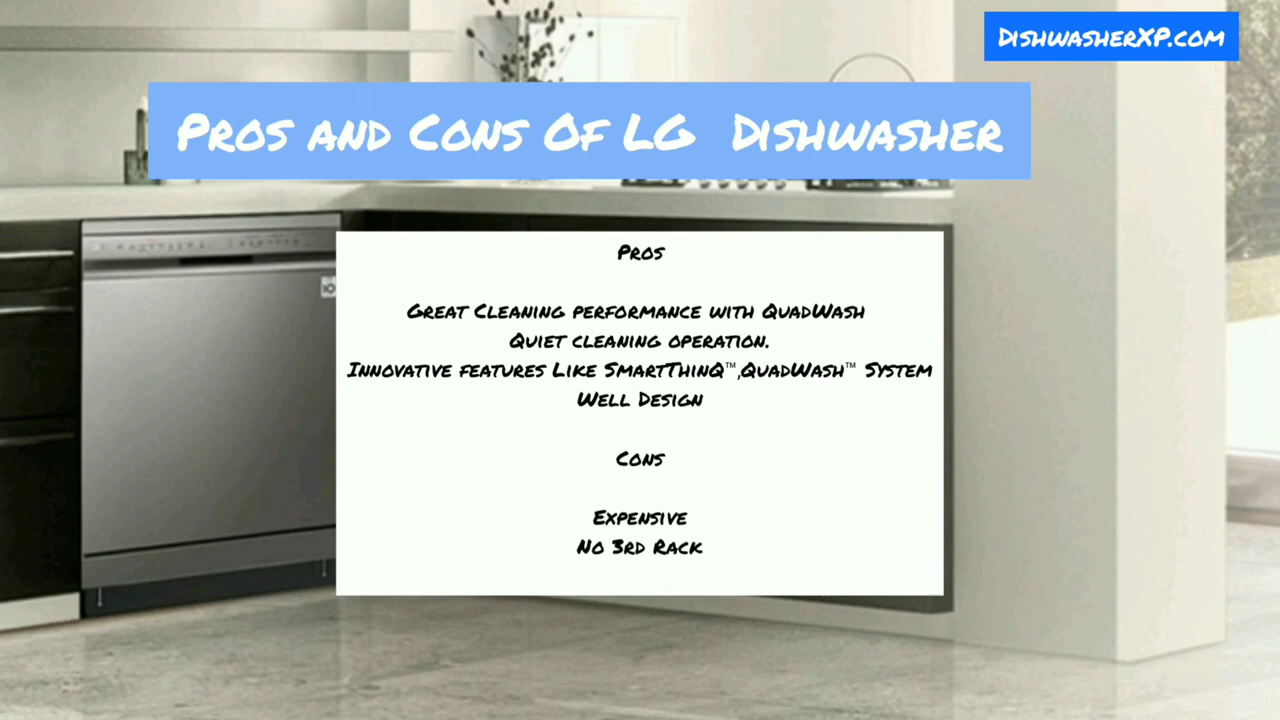 DishwasherXP.com
Pros and Cons Of LG Dishwasher
Pros
Great Cleaning performance with QuadWash
Quiet cleaning operation.
Innovative features Like SmartThinQ™,QuadWash™ System
Well Design
Cons
Expensive
No 3rd Rack